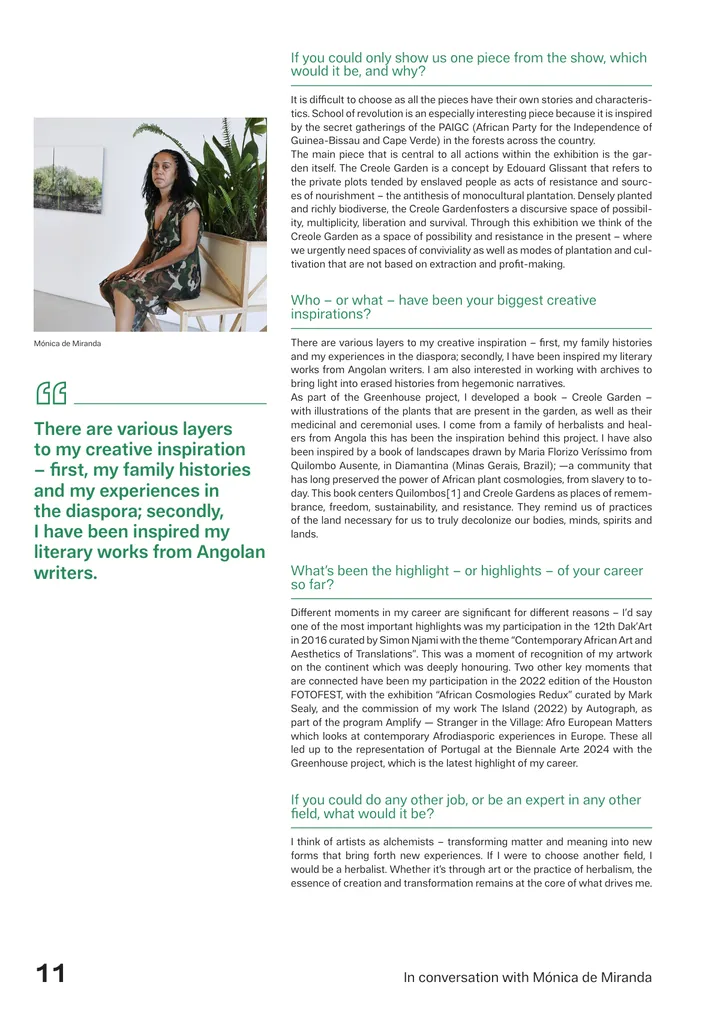 If you could only show us one piece from the show, which
would it be, and why?
It is difficult to choose as all the pieces have their own stories and characteris-
tics. School of revolution is an especially interesting piece because it is inspired
by the secret gatherings of the PAIGC (African Party for the Independence of
Guinea-Bissau and Cape Verde) in the forests across the country.
The main piece that is central to all actions within the exhibition is the gar-
den itself. The Creole Garden is a concept by Edouard Glissant that refers to
the private plots tended by enslaved people as acts of resistance and sourc-
es of nourishment – the antithesis of monocultural plantation. Densely planted
and richly biodiverse, the Creole Gardenfosters a discursive space of possibil-
ity, multiplicity, liberation and survival. Through this exhibition we think of the
Creole Garden as a space of possibility and resistance in the present – where
we urgently need spaces of conviviality as well as modes of plantation and cul-
tivation that are not based on extraction and profit-making.
Mónica de Miranda
There are various layers
to my creative inspiration
– first, my family histories
and my experiences in
the diaspora; secondly,
I have been inspired my
literary works from Angolan
writers.
Who – or what – have been your biggest creative
inspirations?
There are various layers to my creative inspiration – first, my family histories
and my experiences in the diaspora; secondly, I have been inspired my literary
works from Angolan writers. I am also interested in working with archives to
bring light into erased histories from hegemonic narratives.
As part of the Greenhouse project, I developed a book – Creole Garden –
with illustrations of the plants that are present in the garden, as well as their
medicinal and ceremonial uses. I come from a family of herbalists and heal-
ers from Angola this has been the inspiration behind this project. I have also
been inspired by a book of landscapes drawn by Maria Florizo Veríssimo from
Quilombo Ausente, in Diamantina (Minas Gerais, Brazil); —a community that
has long preserved the power of African plant cosmologies, from slavery to to-
day. This book centers Quilombos[1] and Creole Gardens as places of remem-
brance, freedom, sustainability, and resistance. They remind us of practices
of the land necessary for us to truly decolonize our bodies, minds, spirits and
lands.
What's been the highlight – or highlights – of your career
so far?
Different moments in my career are significant for different reasons – I'd say
one of the most important highlights was my participation in the 12th Dak'Art
in 2016 curated by Simon Njami with the theme “Contemporary African Art and
Aesthetics of Translations”. This was a moment of recognition of my artwork
on the continent which was deeply honouring. Two other key moments that
are connected have been my participation in the 2022 edition of the Houston
FOTOFEST, with the exhibition “African Cosmologies Redux” curated by Mark
Sealy, and the commission of my work The Island (2022) by Autograph, as
part of the program Amplify — Stranger in the Village: Afro European Matters
which looks at contemporary Afrodiasporic experiences in Europe. These all
led up to the representation of Portugal at the Biennale Arte 2024 with the
Greenhouse project, which is the latest highlight of my career.
If you could do any other job, or be an expert in any other
field, what would it be?
I think of artists as alchemists – transforming matter and meaning into new
forms that bring forth new experiences. If I were to choose another field, I
would be a herbalist. Whether it's through art or the practice of herbalism, the
essence of creation and transformation remains at the core of what drives me.
11
In conversation with Mónica de Miranda